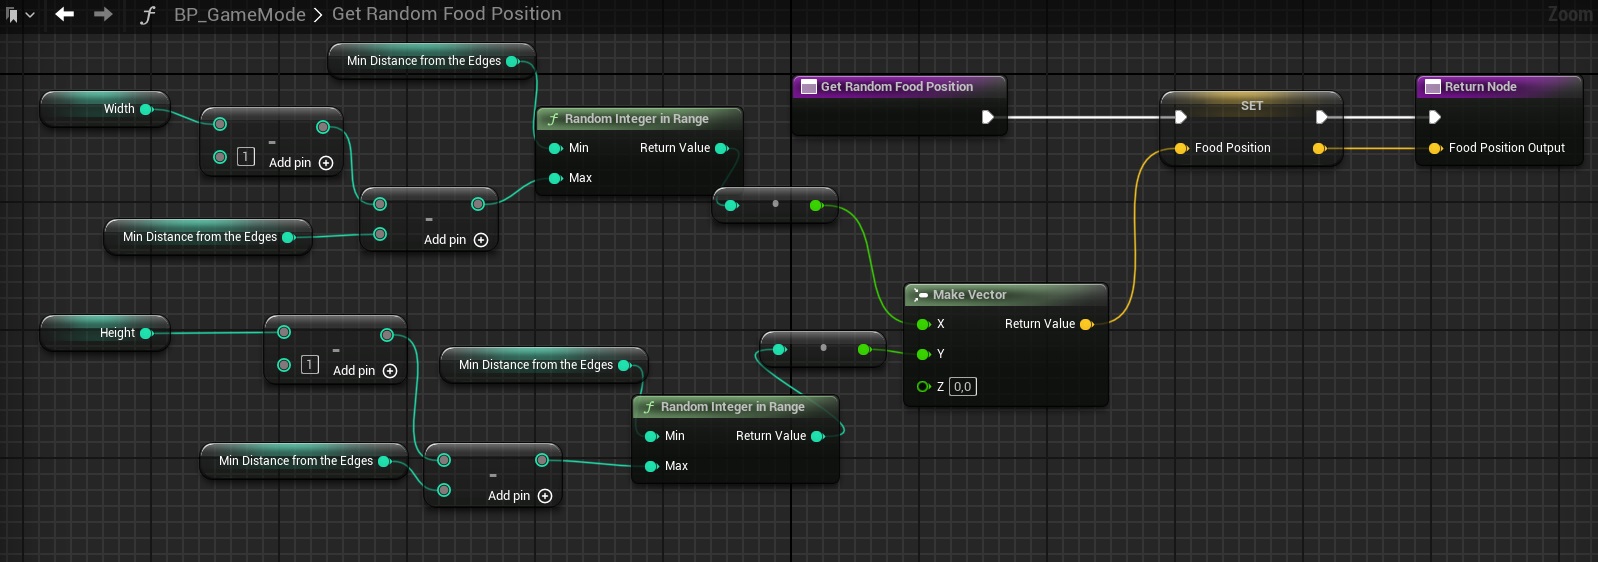 BP_GameMode > Get Random Food Position
Zoom
Min Distance from the Edges
Width
-
1
Add pin
Random Integer in Range
Min
Return Value
Max
Get Random Food Position
SET
Food Position
Return Node
Food Position Output
Min Distance from the Edges
-
Add pin
Height
-
1
Add pin
Min Distance from the Edges
Make Vector
X
Return Value
Y
Z 0,0
Random Integer in Range
Min
Return Value
Max
Min Distance from the Edges
-
Add pin